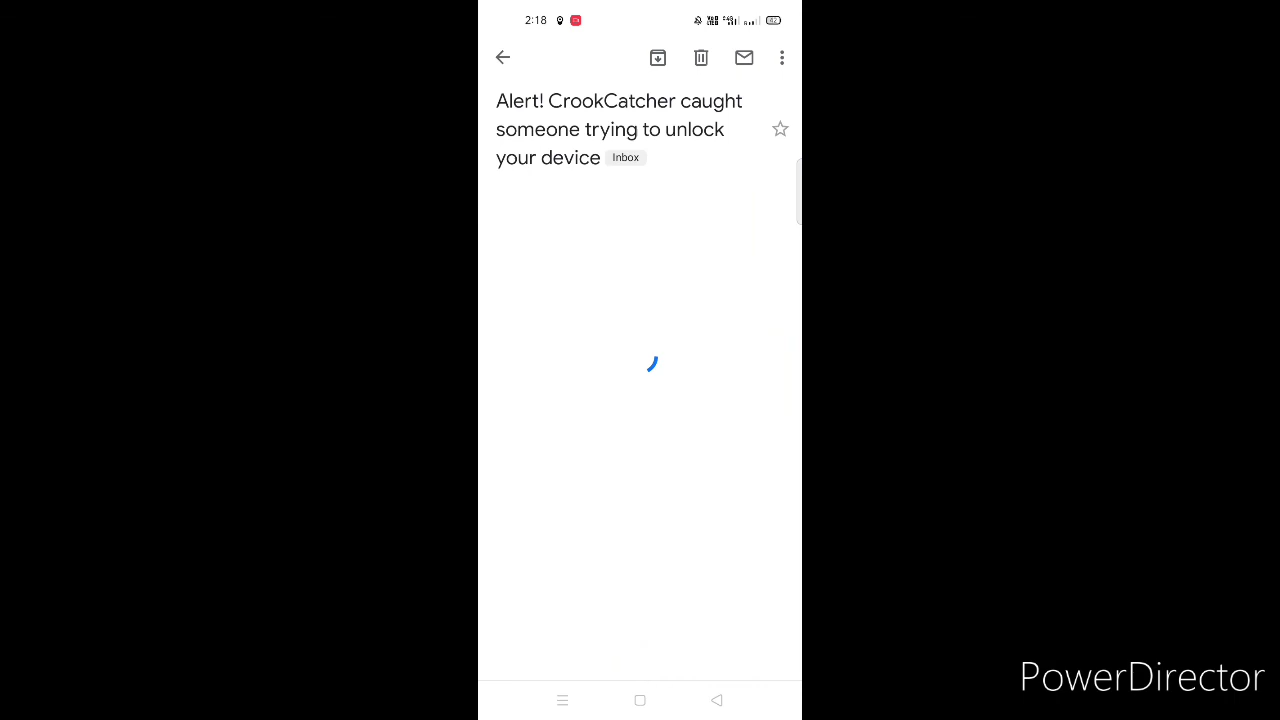 2:18
Alert! CrookCatcher caught
someone trying to unlock
your device Inbox
PowerDirector